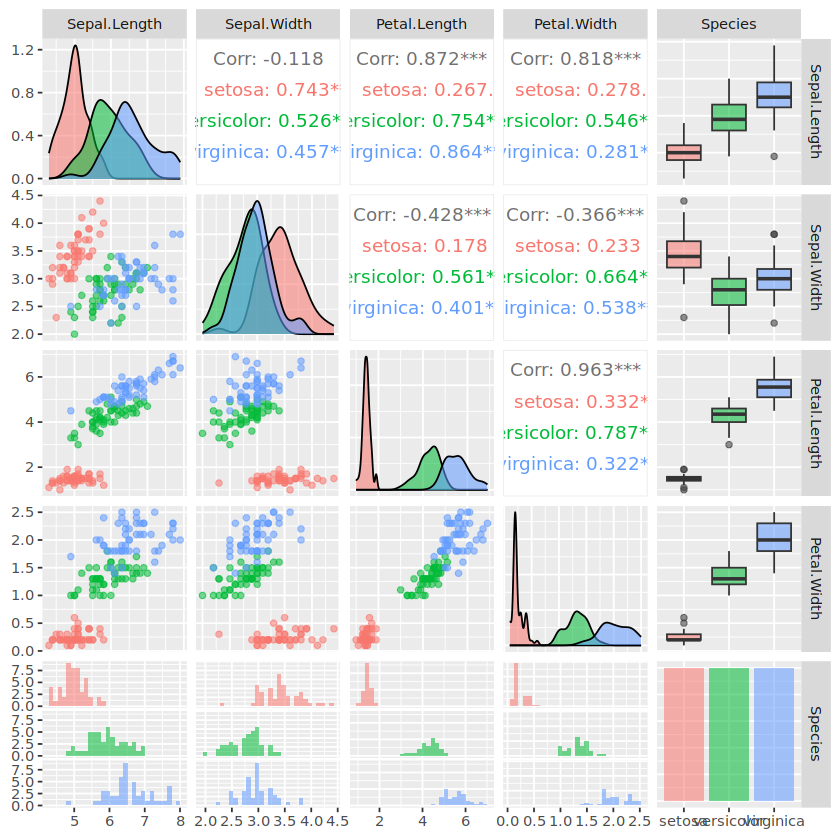 Sepal.Length Sepal.Width Petal.Length Petal.Width Species
1.2
0.8
0.4
0.0
Corr: -0.118
setosa: 0.743*
ersicolor: 0.526*
virginica: 0.457*
Corr: 0.872***
setosa: 0.267.
ersicolor: 0.754*
virginica: 0.864*
Corr: 0.818***
setosa: 0.278.
ersicolor: 0.546*
virginica: 0.281*
Sepal.Length
4.5
4.0
3.5
3.0
2.5
2.0
Corr: -0.428***
setosa: 0.178
ersicolor: 0.561*
virginica: 0.401*
Corr: -0.366***
setosa: 0.233
ersicolor: 0.664*
virginica: 0.538*
Sepal.Width
6
4
2
Corr: 0.963***
setosa: 0.332*
ersicolor: 0.787*
virginica: 0.322*
Petal.Length
2.5
2.0
1.5
1.0
0.5
0.0
Petal.Width
7.5
5.0
2.5
0.0
7.5
5.0
2.5
0.0
7.5
5.0
2.5
0.0
Species
5 6 7 8
2.0 2.5 3.0 3.5 4.0 4.5
2 4 6
0.0 0.5 1.0 1.5 2.0 2.5
setosa versicolor virginica